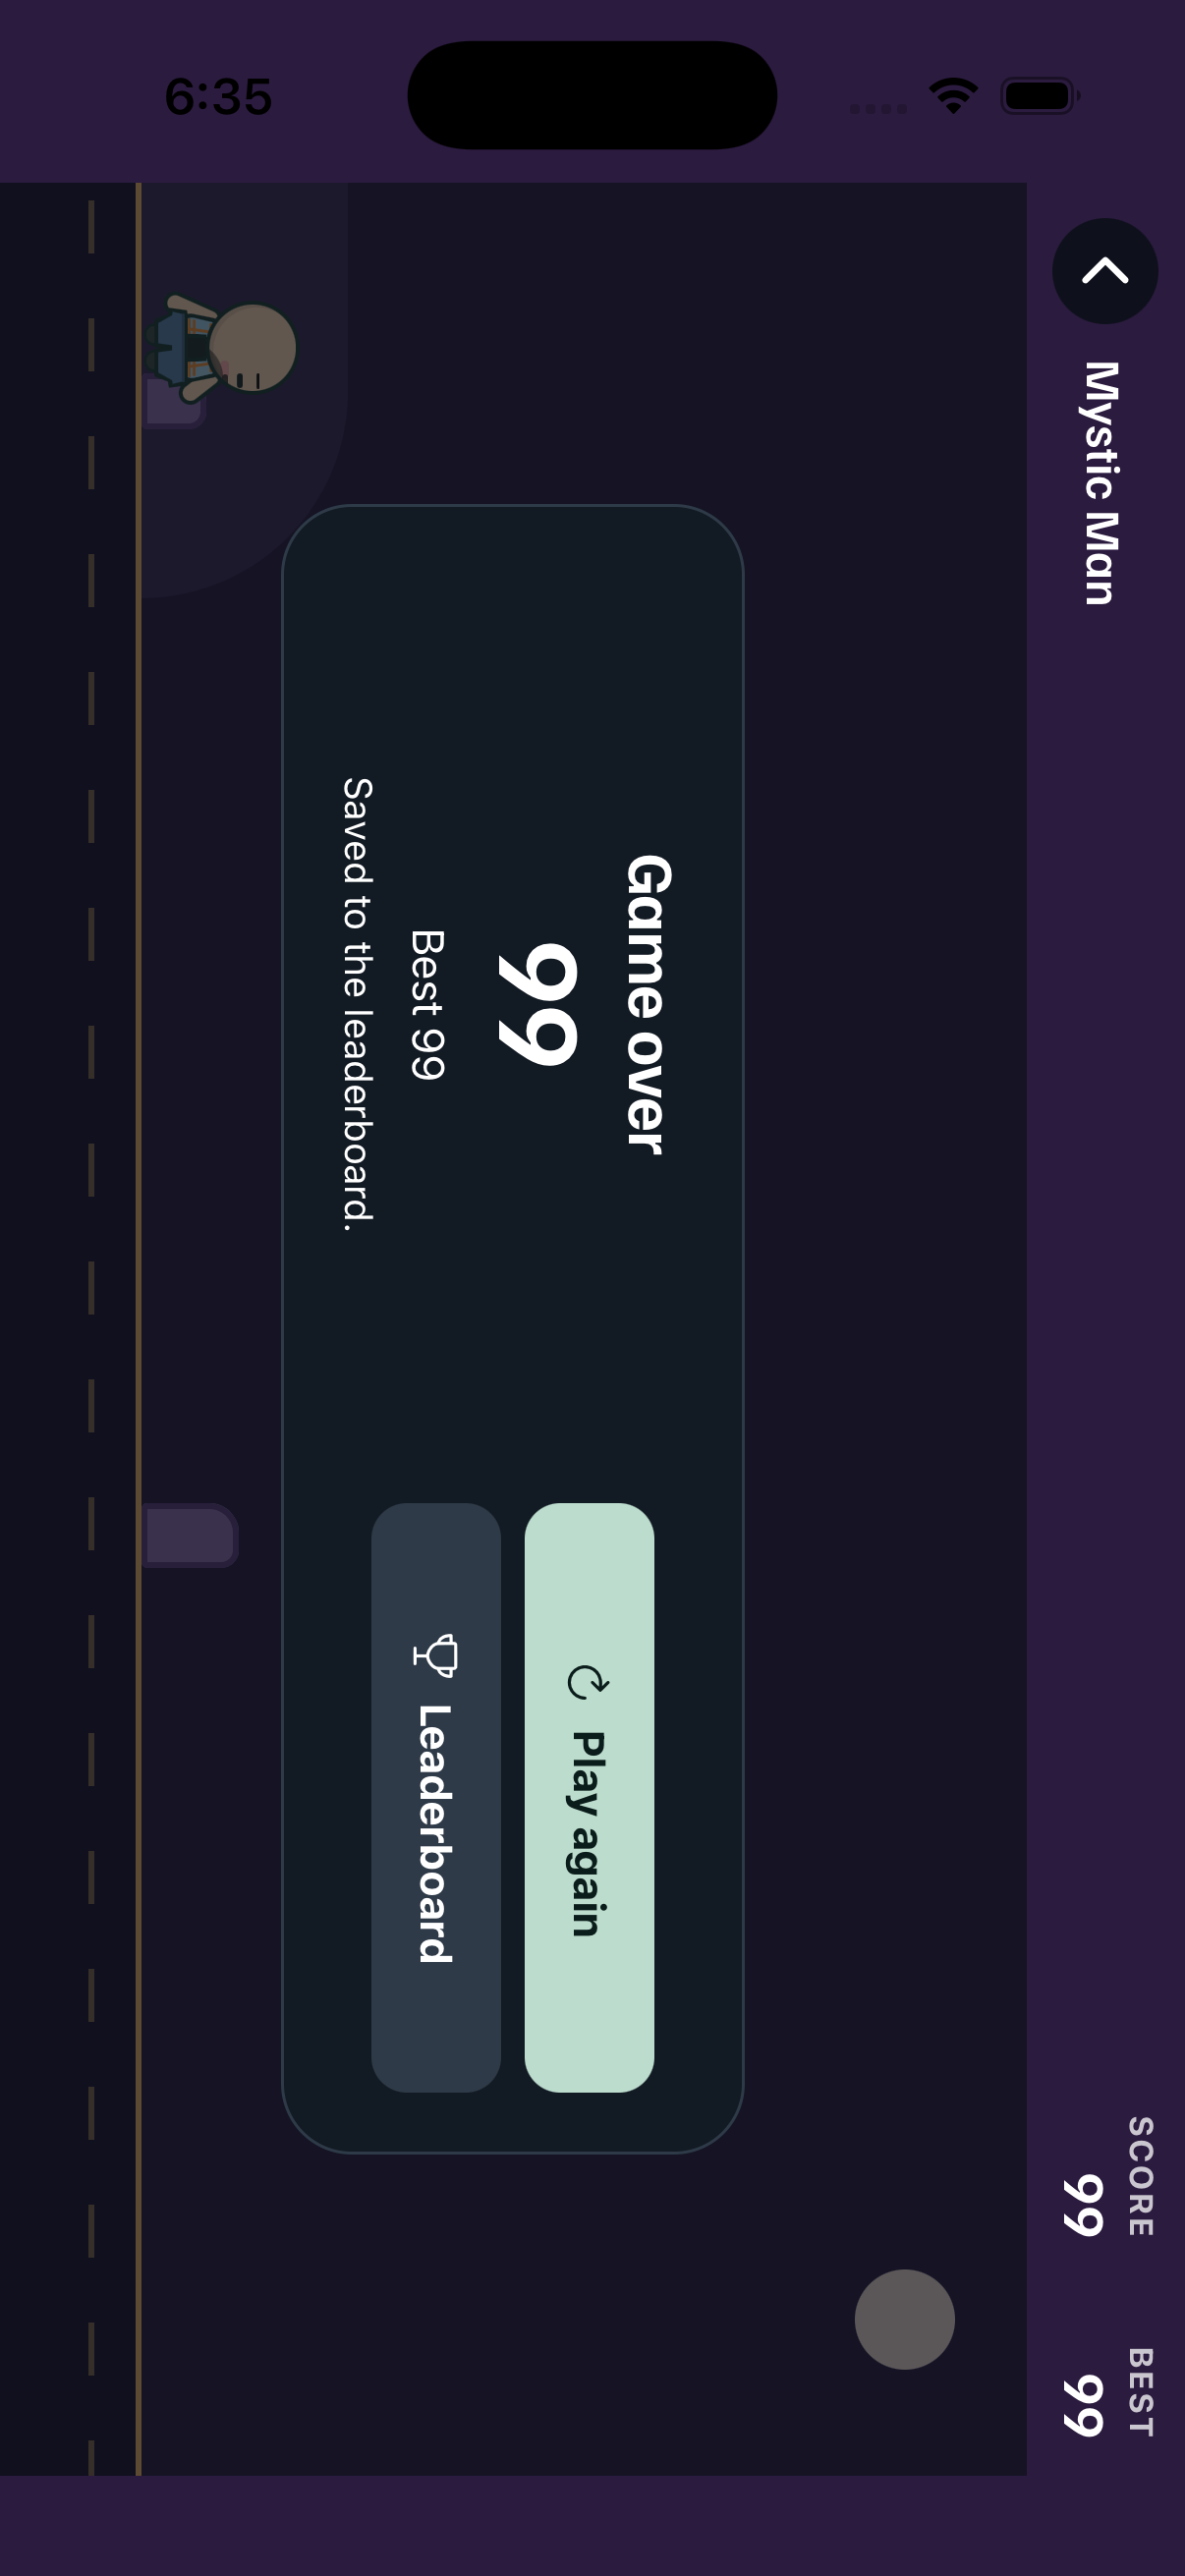 6:35
Mystic Man
SCORE
99
BEST
99
Game over
99
Best 99
Saved to the leaderboard.
Play again
Leaderboard